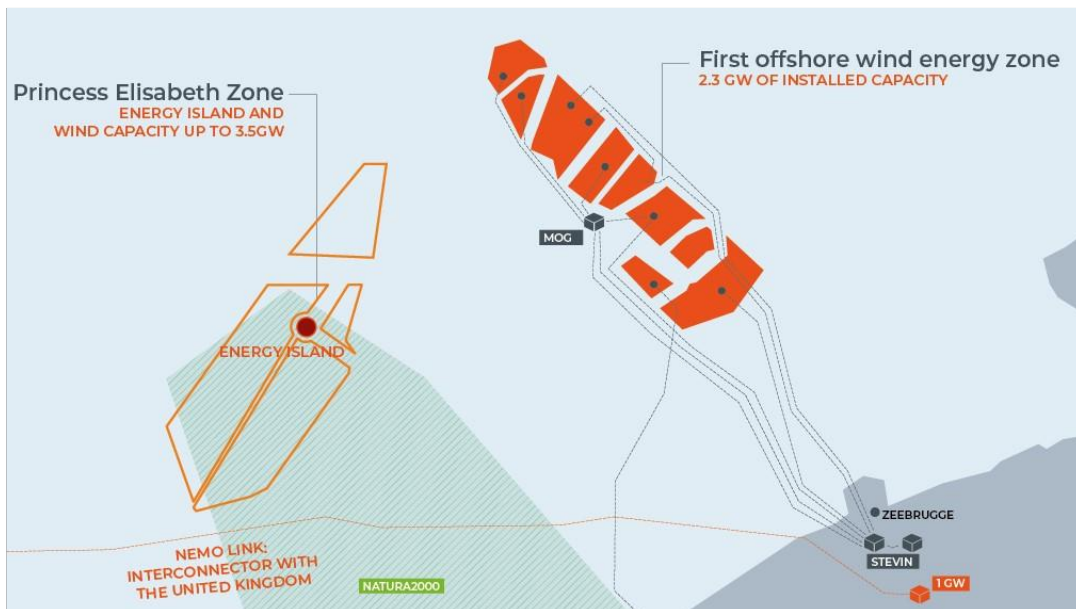 Princess Elisabeth Zone
ENERGY ISLAND AND
WIND CAPACITY UP TO 3.5GW
First offshore wind energy zone
2.3 GW OF INSTALLED CAPACITY
MOG
ENERGY ISLAND
ZEEBRUGGE
STEVIN
NEMO LINK:
INTERCONNECTOR WITH
THE UNITED KINGDOM
NATURA2000
1 GW